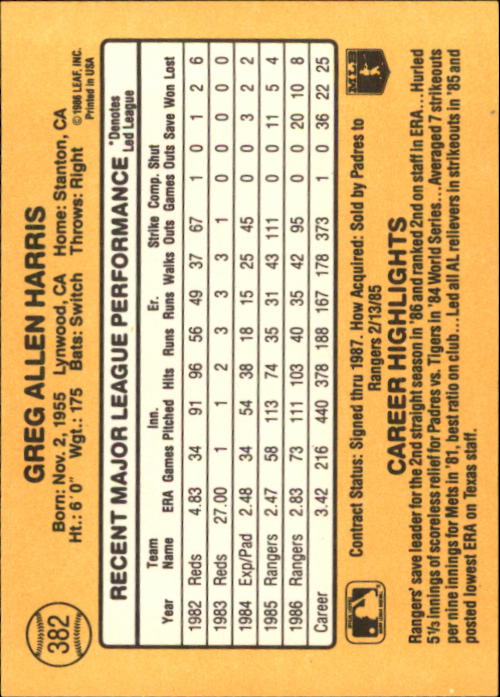 382
GREG ALLEN HARRIS
Born: Nov. 2, 1955 Lynwood, CA Home: Stanton, CA
Ht.: 6' 0" Wgt.: 175 Bats: Switch Throws: Right
©1986 LEAF, INC.
Printed in USA
RECENT MAJOR LEAGUE PERFORMANCE *Denotes Led League
Year Team Name ERA Games Inn. Pitched Hits Runs Er. Runs Walks Strike Outs Comp. Games Shut Outs Save Won Lost
1982 Reds 4.83 34 91 96 56 49 37 67 1 0 1 2 6
1983 Reds 27.00 1 1 2 3 3 3 1 0 0 0 0 0
1984 Exp/Pad 2.48 34 54 38 18 15 25 45 0 0 3 2 2
1985 Rangers 2.47 58 113 74 35 31 43 111 0 0 11 5 4
1986 Rangers 2.83 73 111 103 40 35 42 95 0 0 20 10 8
Career 3.42 216 440 378 188 167 178 373 1 0 36 22 25
Contract Status: Signed thru 1987. How Acquired: Sold by Padres to
Rangers 2/13/85
MLB
CAREER HIGHLIGHTS
Rangers' save leader for the 2nd straight season in '86 and ranked 2nd on staff in ERA...Hurled
5⅓ innings of scoreless relief for Padres vs. Tigers in '84 World Series...Averaged 7 strikeouts
per nine innings for Mets in '81, best ratio on club...Led all AL relievers in strikeouts in '85 and
posted lowest ERA on Texas staff.